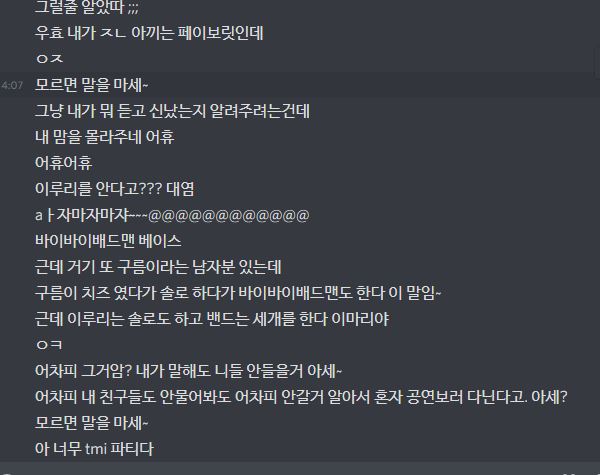 그럴줄 알았따 ;;;
우효 내가 ㅈㄴ 아끼는 페이보릿인데
ㅇㅈ
4:07 모르면 말을 마세~
그냥 내가 뭐 듣고 신났는지 알려주려는건데
내 맘을 몰라주네 어휴
어휴어휴
이루리를 안다고??? 대염
aㅏ자마자마쟈~~~@@@@@@@@@@@@
바이바이배드맨 베이스
근데 거기 또 구름이라는 남자분 있는데
구름이 치즈 였다가 솔로 하다가 바이바이배드맨도 한다 이 말임~
근데 이루리는 솔로도 하고 밴드는 세개를 한다 이마리야
ㅇㅋ
어차피 그거암? 내가 말해도 니들 안들을거 아세~
어차피 내 친구들도 안물어봐도 어차피 안갈거 알아서 혼자 공연보러 다닌다고. 아세?
모르면 말을 마세~
아 너무 tmi 파티다